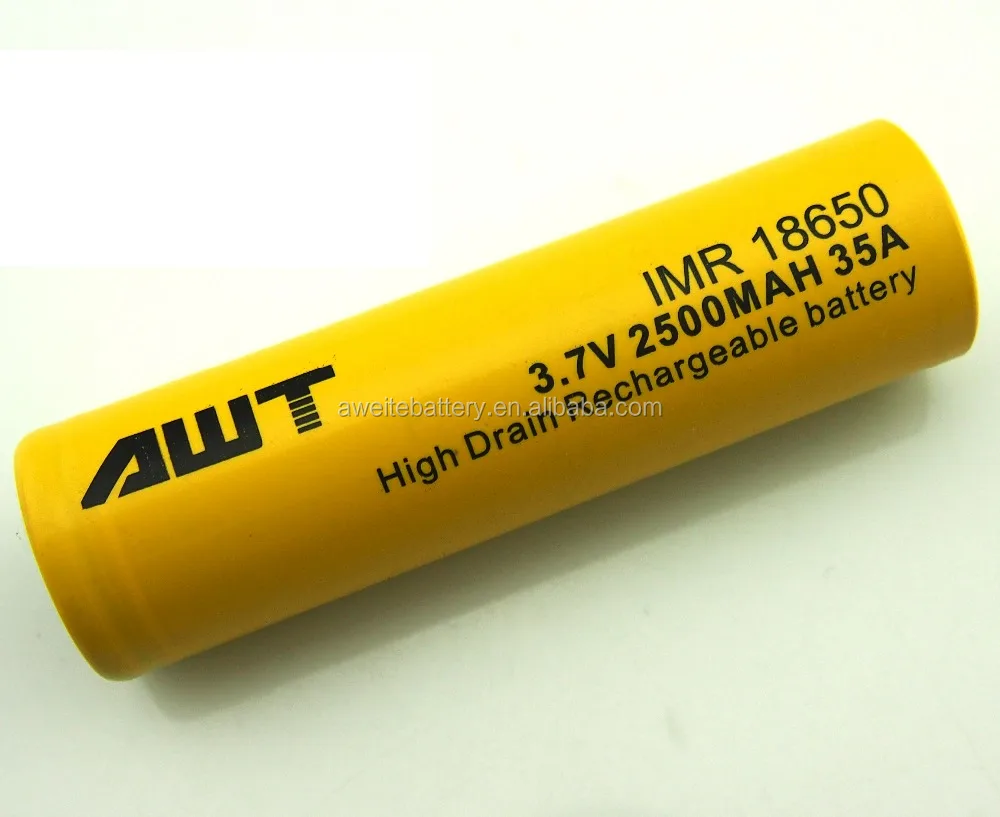 AWT
IMR 18650
3.7V 2500MAH 35A
High Drain Rechargeable battery
aweitebattery.en.alibaba.com